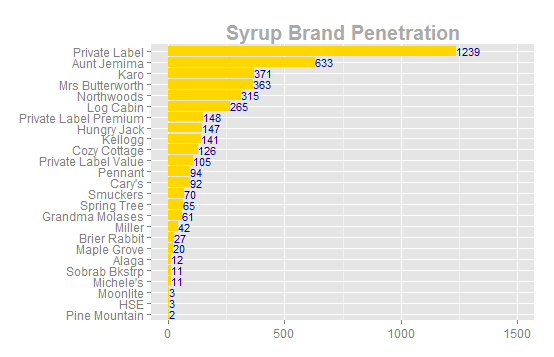 Syrup Brand Penetration
Private Label 1239
Aunt Jemima 633
Karo 371
Mrs Butterworth 363
Northwoods 315
Log Cabin 265
Private Label Premium 148
Hungry Jack 147
Kellogg 141
Cozy Cottage 126
Private Label Value 105
Pennant 94
Cary's 92
Smuckers 70
Spring Tree 65
Grandma Molases 61
Miller 42
Brier Rabbit 27
Maple Grove 20
Alaga 12
Sobrab Bkstrp 11
Michele's 11
Moonlite 3
HSE 3
Pine Mountain 2
0 500 1000 1500